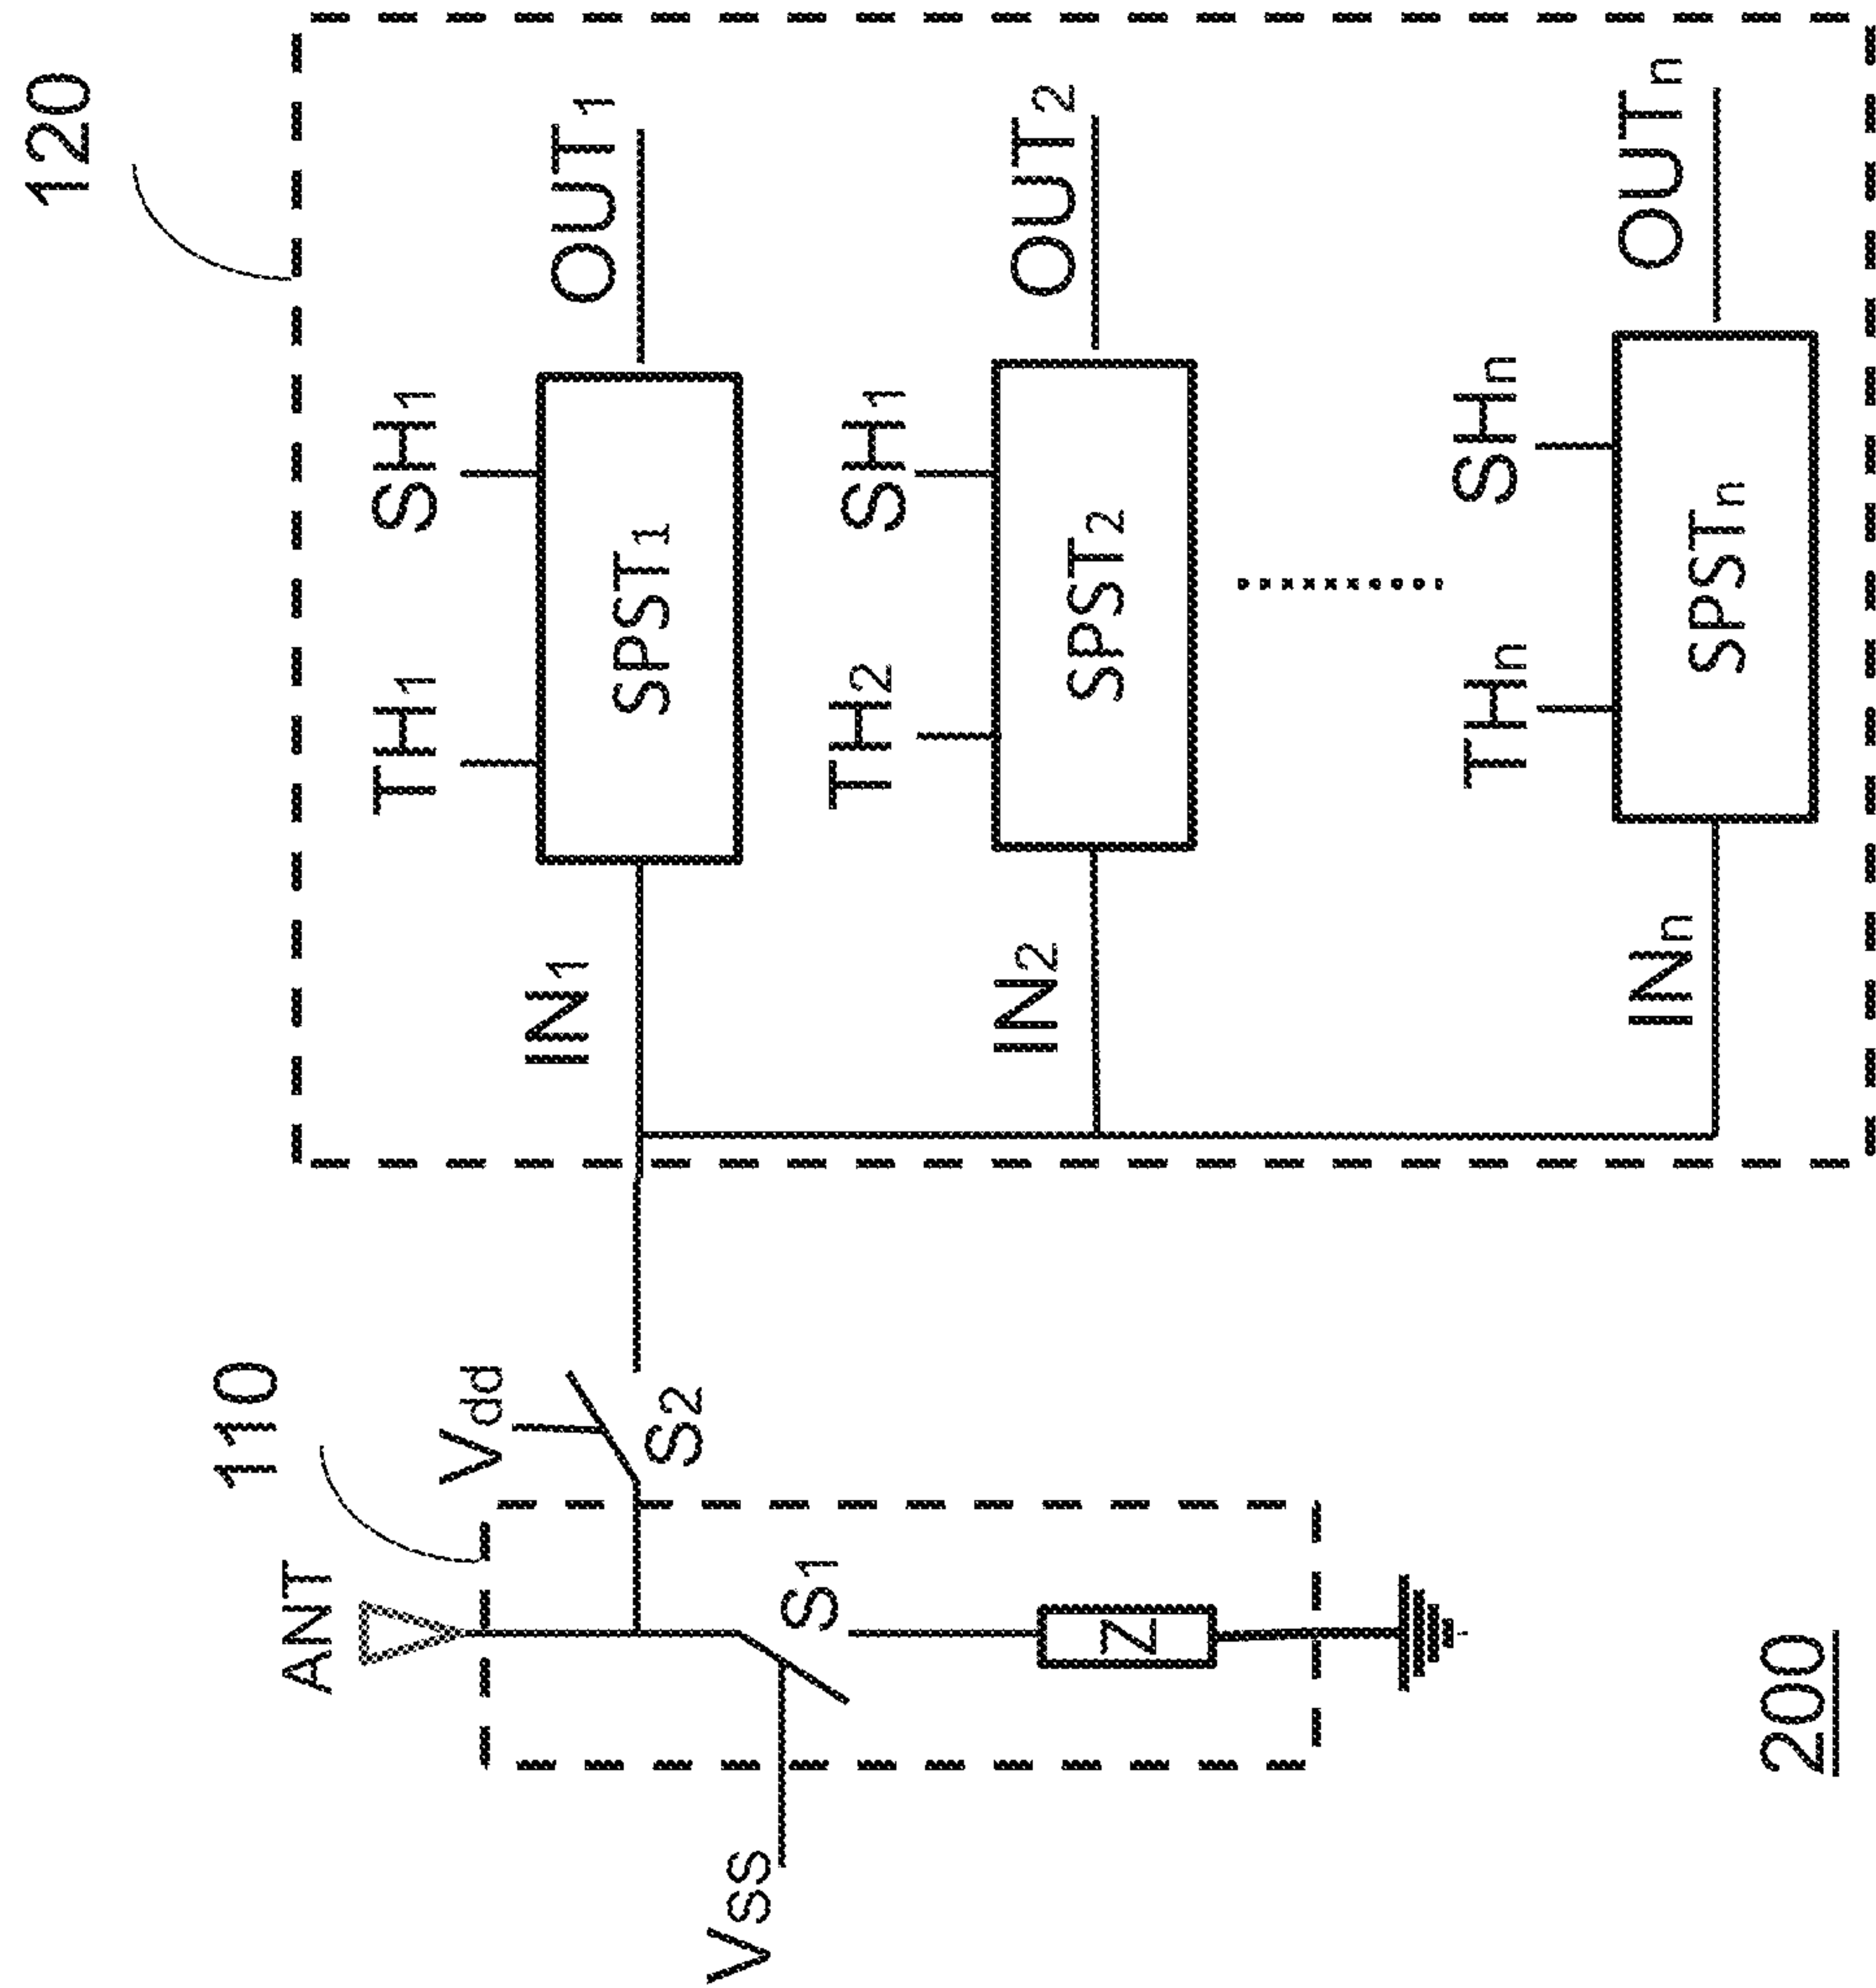 120
110
ANT
Vdd
VSS
S1
S2
Z
IN1
TH1
SH1
SPST1
OUT1
IN2
TH2
SH1
SPST2
OUT2
INn
THn
SHn
SPSTn
OUTn
200